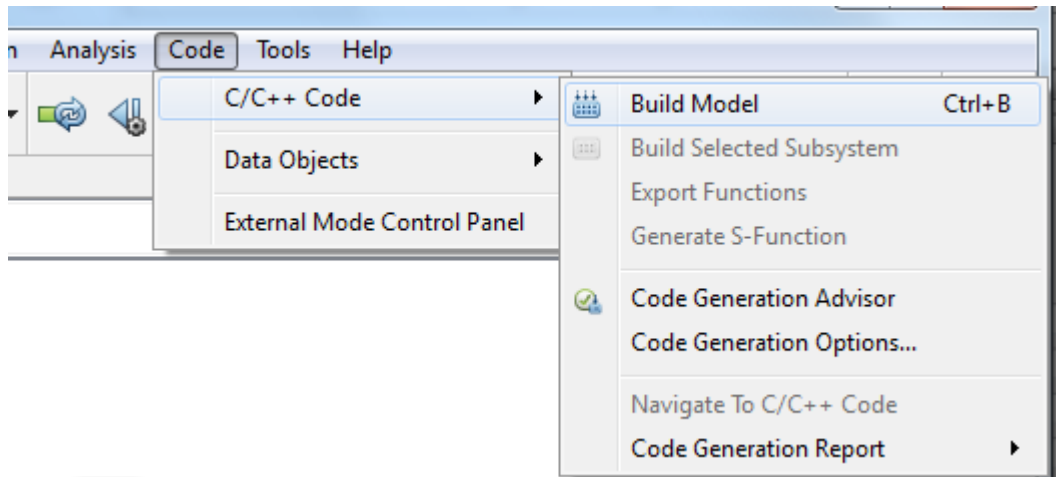 Analysis Code Tools Help
C/C++ Code
Data Objects
External Mode Control Panel
Build Model Ctrl+B
Build Selected Subsystem
Export Functions
Generate S-Function
Code Generation Advisor
Code Generation Options...
Navigate To C/C++ Code
Code Generation Report